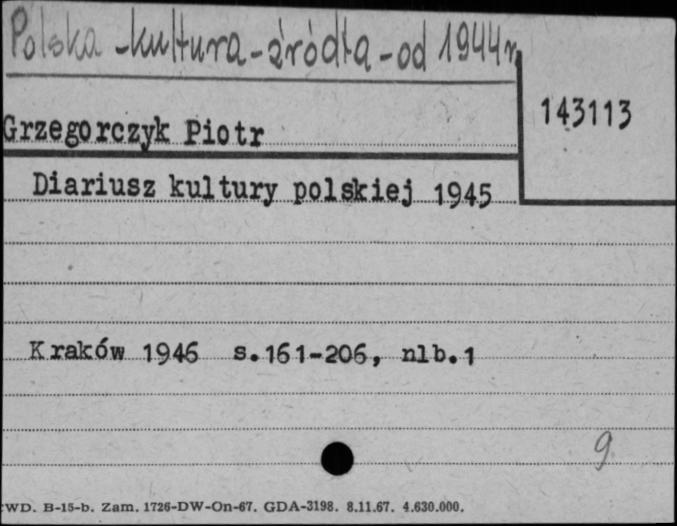 Polska - kultura - źródła - od 1944 r.
143113
Grzegorczyk Piotr
Diariusz kultury polskiej 1945
Kraków 1946 s.161-206, nlb.1
9
WD. B-15-b. Zam. 1726-DW-On-67. GDA-3198. 8.11.67. 4.630.000.